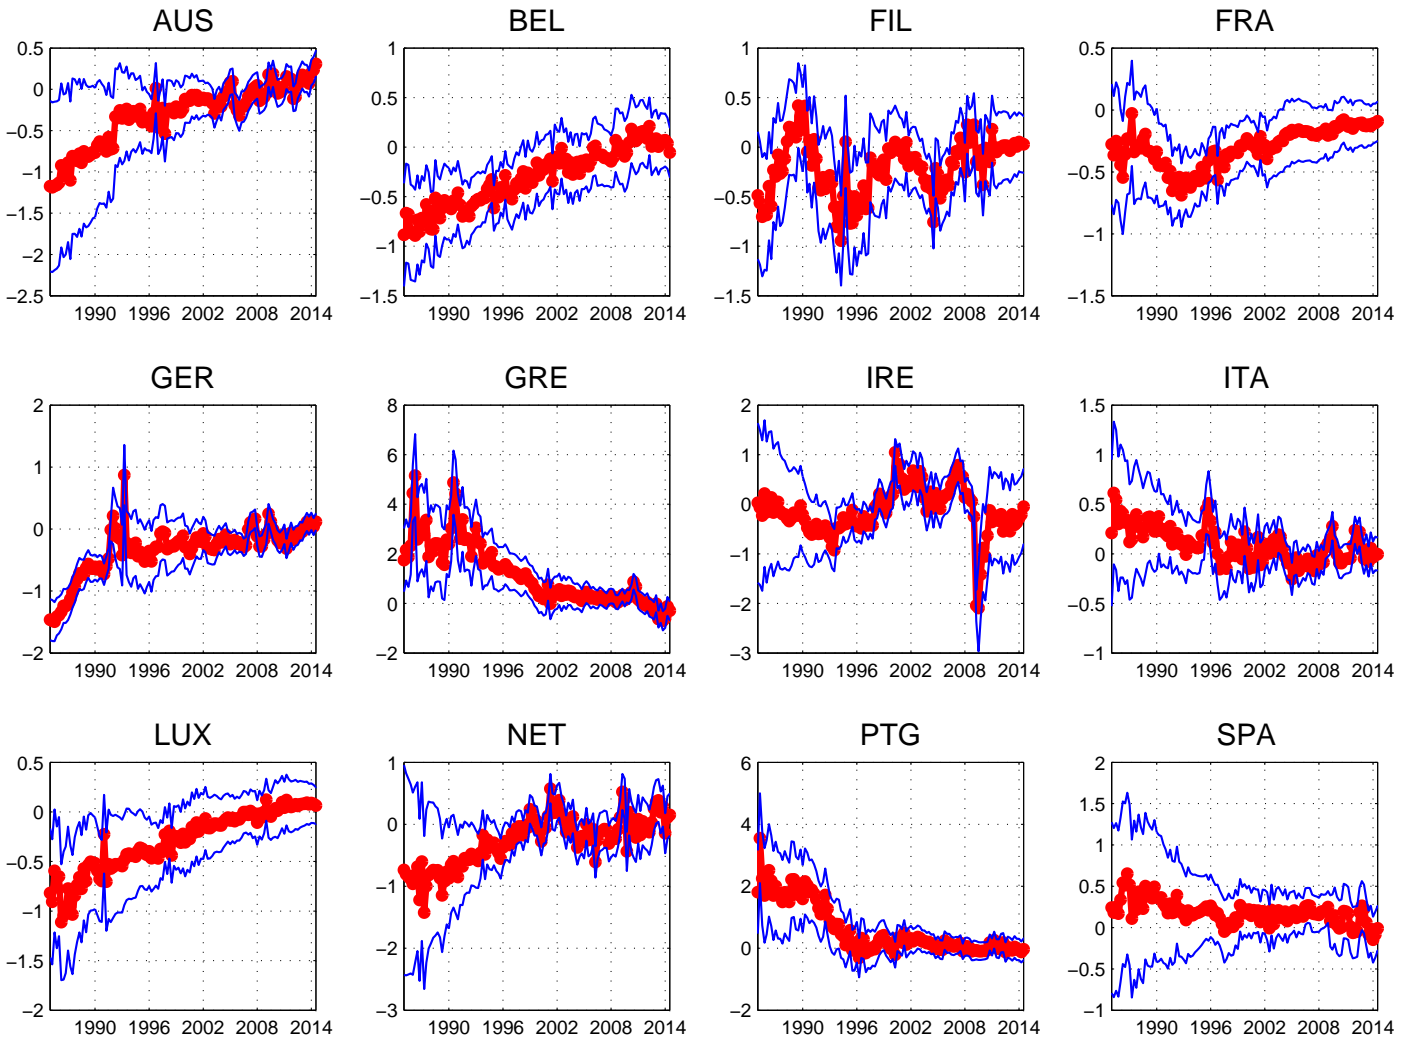 AUS BEL FIL FRA
0.5 1 1 0.5
0 0.5 0.5 0
−0.5 0 0 −0.5
−1 −0.5 −0.5 −1
−1.5 −1 −1 −1.5
−2 −1.5 −1.5
−2.5
1990 1996 2002 2008 2014 1990 1996 2002 2008 2014 1990 1996 2002 2008 2014 1990 1996 2002 2008 2014
GER GRE IRE ITA
2 8 2 1.5
1 6 1 1
0 4 0 0.5
−1 2 −1 0
−2 0 −2 −0.5
−2 −3 −1
1990 1996 2002 2008 2014 1990 1996 2002 2008 2014 1990 1996 2002 2008 2014 1990 1996 2002 2008 2014
LUX NET PTG SPA
0.5 1 6 2
0 0 4 1.5
−0.5 −1 2 1
−1 −2 0 0.5
−1.5 −3 −2 0
−2 −0.5
−1
1990 1996 2002 2008 2014 1990 1996 2002 2008 2014 1990 1996 2002 2008 2014 1990 1996 2002 2008 2014